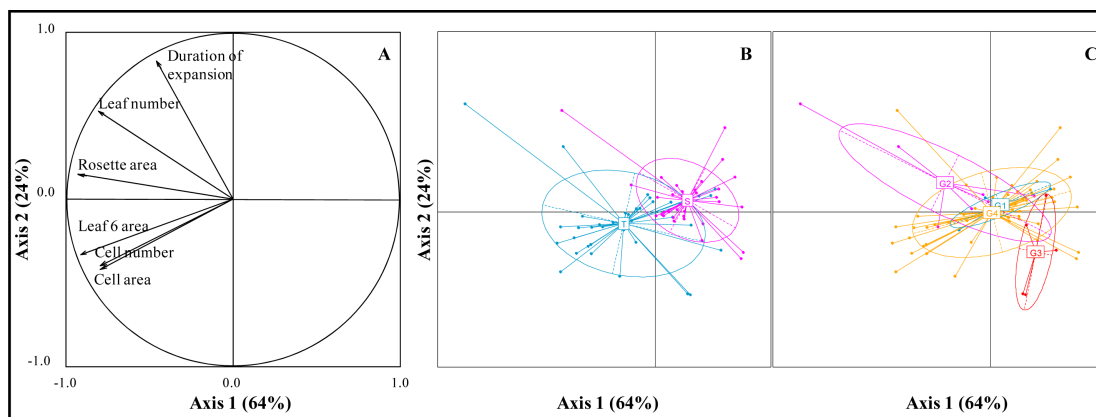 1.0
A
Duration of
expansion
Leaf number
Rosette area
0.0
Leaf 6 area
Cell number
Cell area
-1.0
-1.0
0.0
1.0
Axis 2 (24%)
Axis 1 (64%)
B
S
T
Axis 2 (24%)
Axis 1 (64%)
C
G2
G1
G4
G3
Axis 1 (64%)